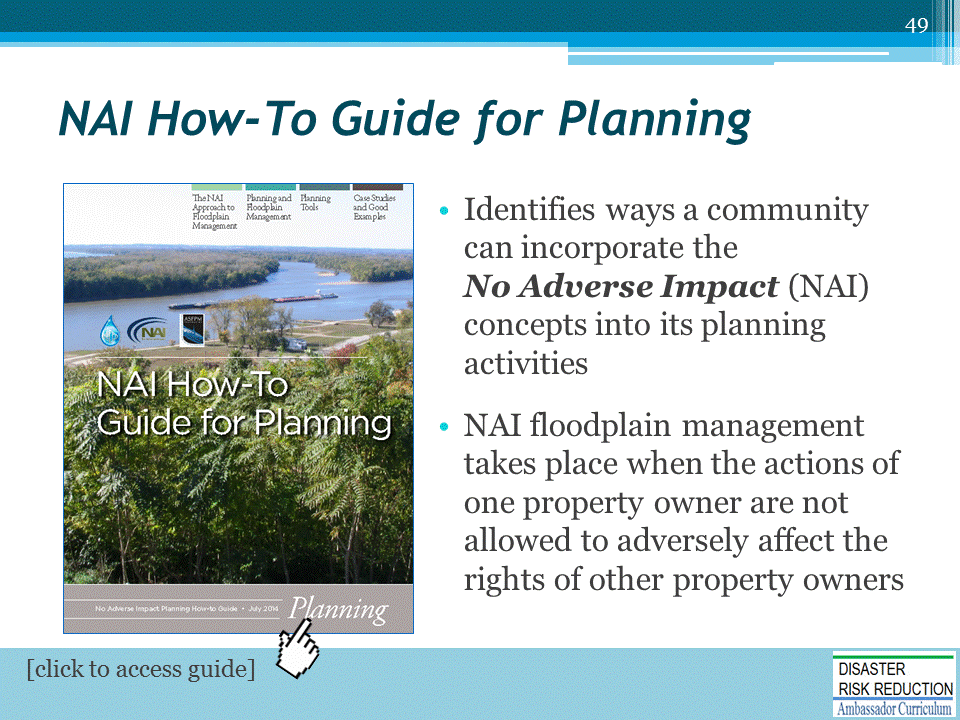 49
NAI How-To Guide for Planning
The NAI
Approach to
Floodplain
Management
Planning and
Floodplain
Management
Planning
Tools
Case Studies
and Good
Examples
NAI
ASFPM
NAI How-To
Guide for Planning
No Adverse Impact Planning How-to Guide • July 2014
Planning
• Identifies ways a community
can incorporate the
No Adverse Impact (NAI)
concepts into its planning
activities
• NAI floodplain management
takes place when the actions of
one property owner are not
allowed to adversely affect the
rights of other property owners
[click to access guide]
DISASTER
RISK REDUCTION
Ambassador Curriculum